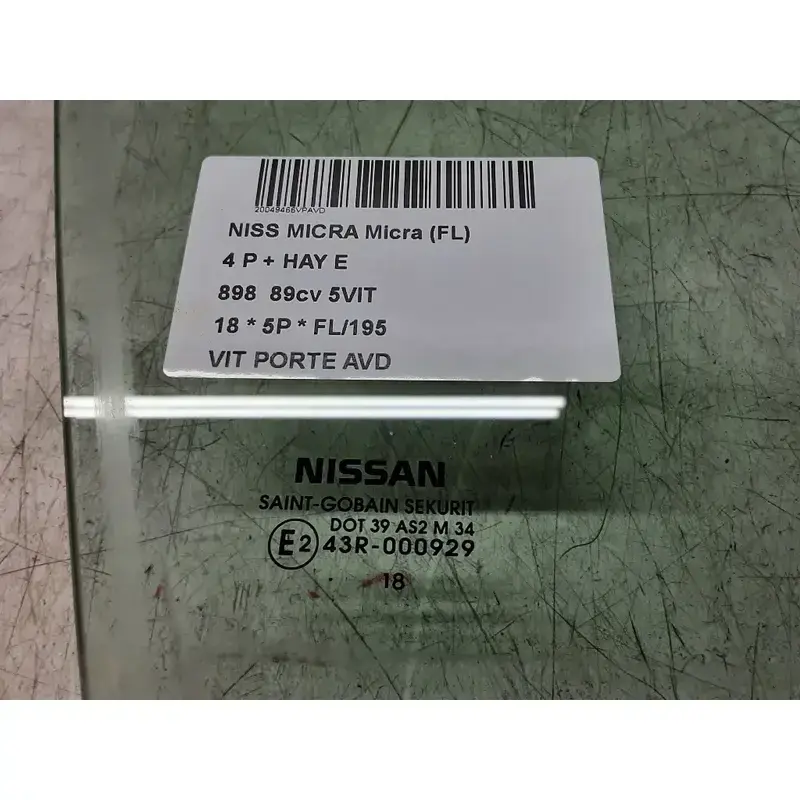 20049466VPAVD
NISS MICRA Micra (FL)
4 P + HAY E
898 89cv 5VIT
18 * 5P * FL/195
VIT PORTE AVD
NISSAN
SAINT-GOBAIN SEKURIT
DOT 39 AS2 M 34
E2 43R-000929
18